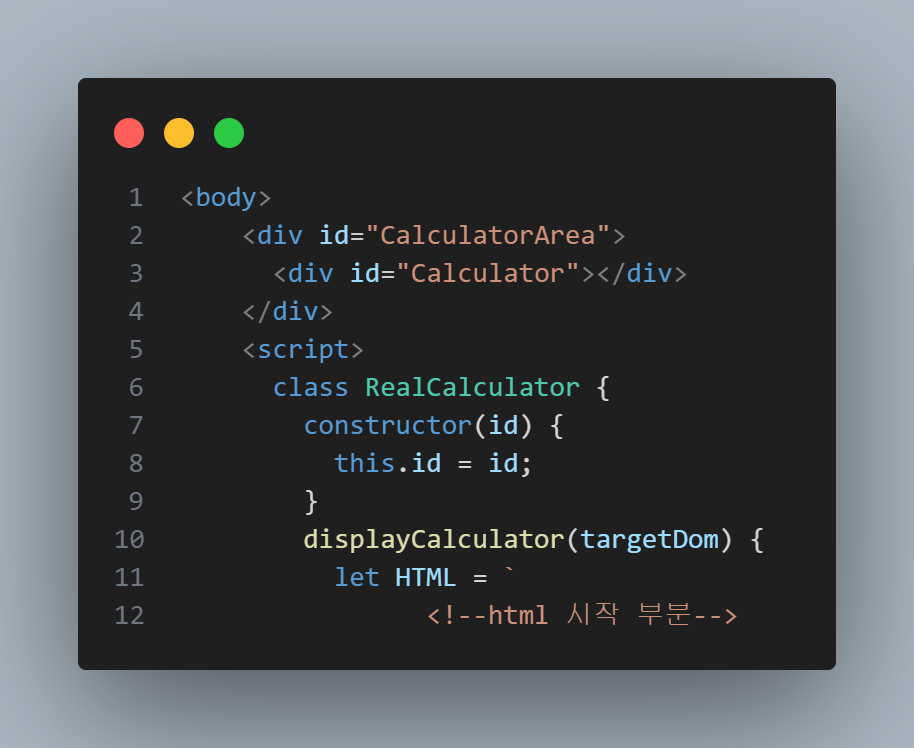 1 <body>
2     <div id="CalculatorArea">
3       <div id="Calculator"></div>
4     </div>
5     <script>
6       class RealCalculator {
7         constructor(id) {
8           this.id = id;
9         }
10         displayCalculator(targetDom) {
11           let HTML = `
12                 <!--html 시작 부분-->